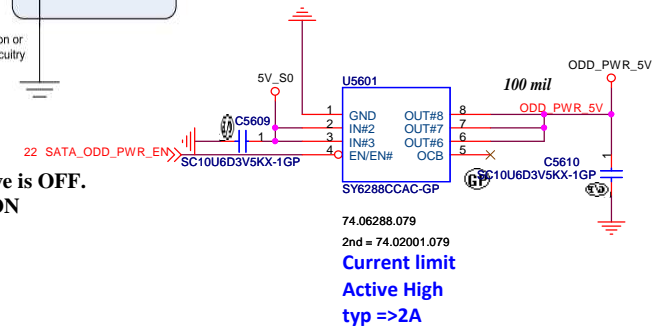 on or
cuitry
5V_S0
U5601
100 mil
ODD_PWR_5V
C5609
1
GND
OUT#8
8
ODD_PWR_5V
2
IN#2
OUT#7
7
1
3
IN#3
OUT#6
6
22 SATA_ODD_PWR_EN
4
EN/EN#
OCB
5
SC10U6D3V5KX-1GP
C5610
1
GP
SC10U6D3V5KX-1GP
ve is OFF.
ON
SY6288CCAC-GP
74.06288.079
2nd = 74.02001.079
Current limit
Active High
typ =>2A